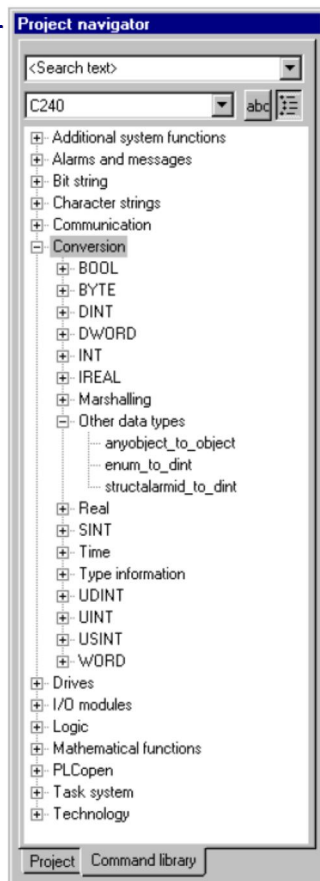 Project navigator
<Search text>
C240
abc
Additional system functions
Alarms and messages
Bit string
Character strings
Communication
Conversion
BOOL
BYTE
DINT
DWORD
INT
IREAL
Marshalling
Other data types
anyobject_to_object
enum_to_dint
structalarmid_to_dint
Real
SINT
Time
Type information
UDINT
UINT
USINT
WORD
Drives
I/O modules
Logic
Mathematical functions
PLCopen
Task system
Technology
Project Command library